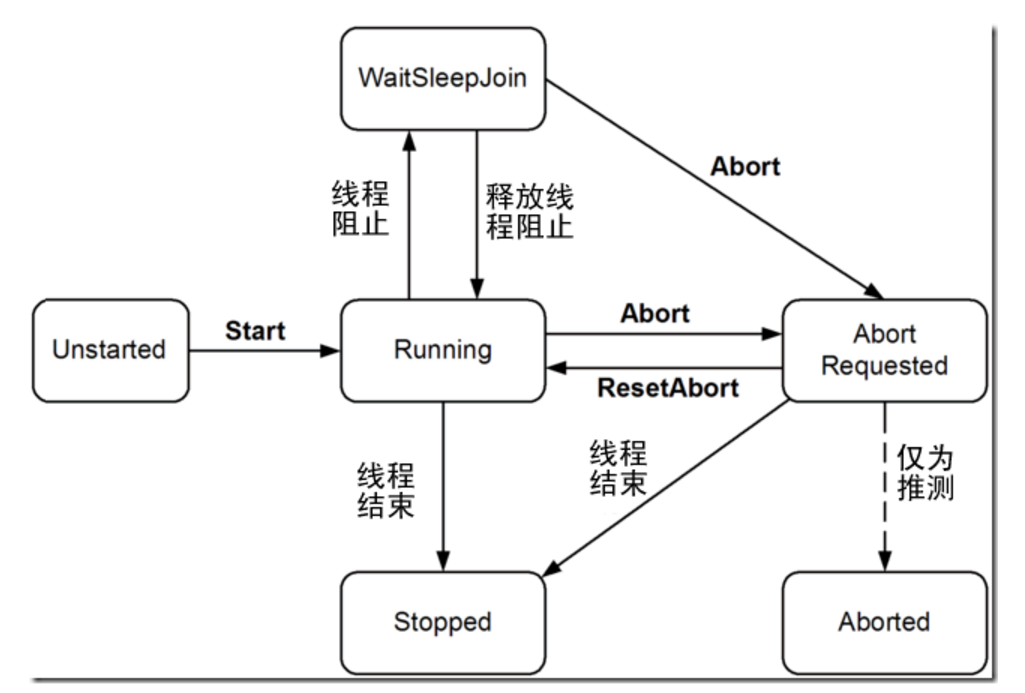 WaitSleepJoin
Abort
线程
阻止
释放线
程阻止
Unstarted
Start
Running
Abort
ResetAbort
Abort
Requested
线程
结束
线程
结束
仅为
推测
Stopped
Aborted